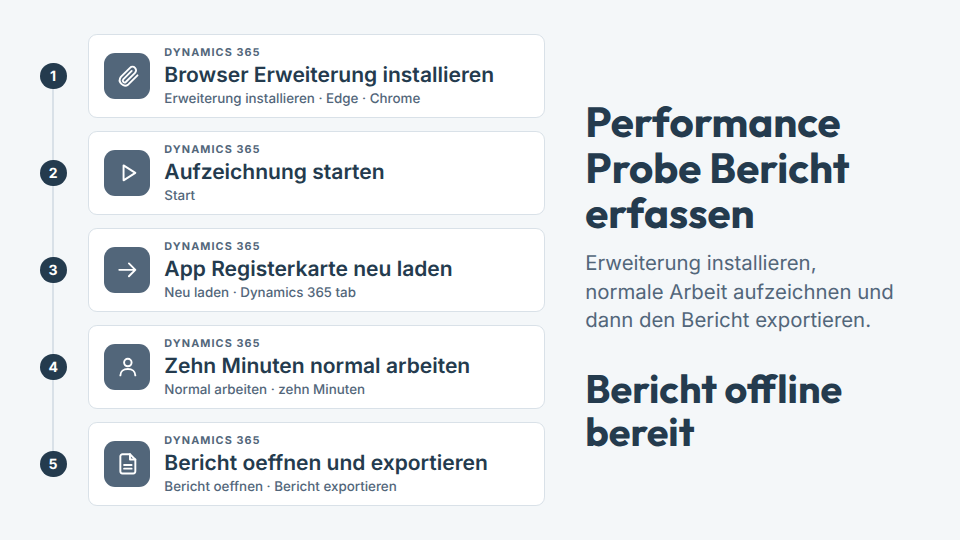 1
DYNAMICS 365
Browser Erweiterung installieren
Erweiterung installieren · Edge · Chrome
2
DYNAMICS 365
Aufzeichnung starten
Start
3
DYNAMICS 365
App Registerkarte neu laden
Neu laden · Dynamics 365 tab
4
DYNAMICS 365
Zehn Minuten normal arbeiten
Normal arbeiten · zehn Minuten
5
DYNAMICS 365
Bericht oeffnen und exportieren
Bericht oeffnen · Bericht exportieren
Performance
Probe Bericht
erfassen
Erweiterung installieren,
normale Arbeit aufzeichnen und
dann den Bericht exportieren.
Bericht offline
bereit